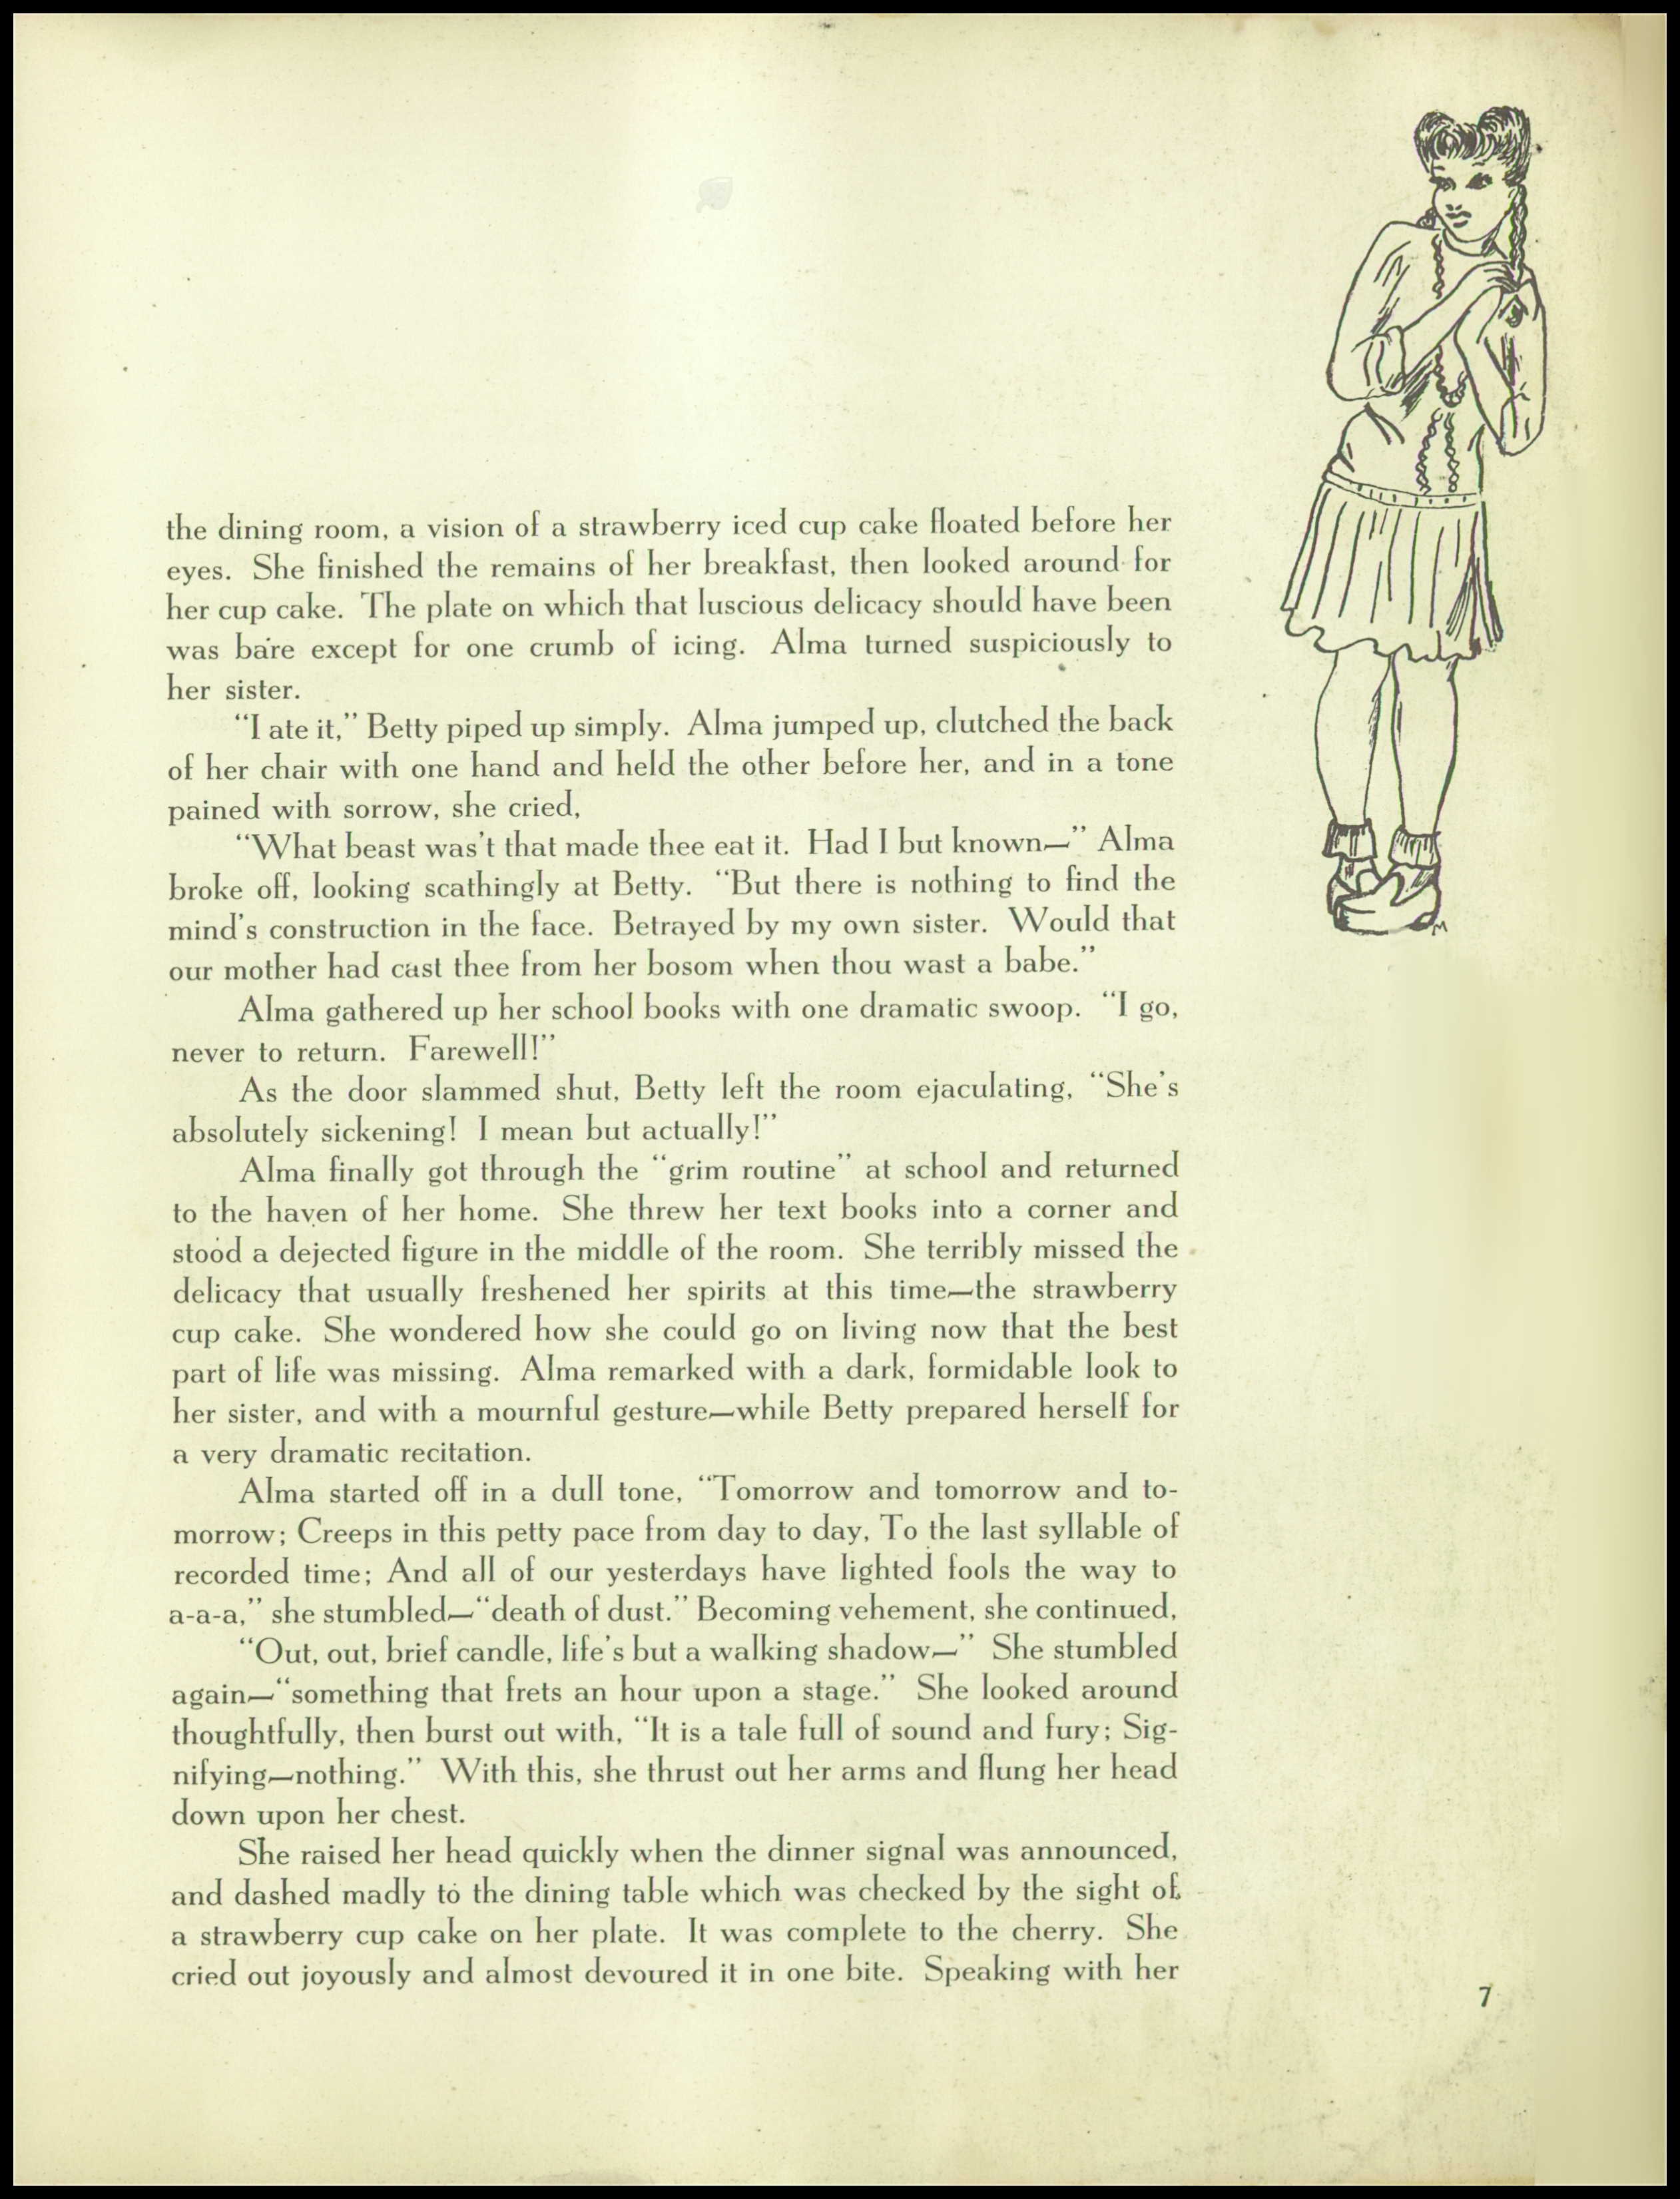 the dining room, a vision of a strawberry iced cup cake floated before her
eyes. She finished the remains of her breakfast, then looked around for
her cup cake. The plate on which that luscious delicacy should have been
was bare except for one crumb of icing. Alma turned suspiciously to
her sister.
“I ate it,” Betty piped up simply. Alma jumped up, clutched the back
of her chair with one hand and held the other before her, and in a tone
pained with sorrow, she cried,
“What beast was’t that made thee eat it. Had I but known—” Alma
broke off, looking scathingly at Betty. “But there is nothing to find the
mind’s construction in the face. Betrayed by my own sister. Would that
our mother had cast thee from her bosom when thou wast a babe.”
Alma gathered up her school books with one dramatic swoop. “I go,
never to return. Farewell!”
As the door slammed shut, Betty left the room ejaculating, “She’s
absolutely sickening! I mean but actually!”
Alma finally got through the “grim routine” at school and returned
to the haven of her home. She threw her text books into a corner and
stood a dejected figure in the middle of the room. She terribly missed the
delicacy that usually freshened her spirits at this time—the strawberry
cup cake. She wondered how she could go on living now that the best
part of life was missing. Alma remarked with a dark, formidable look to
her sister, and with a mournful gesture—while Betty prepared herself for
a very dramatic recitation.
Alma started off in a dull tone, “Tomorrow and tomorrow and to-
morrow; Creeps in this petty pace from day to day, To the last syllable of
recorded time; And all of our yesterdays have lighted fools the way to
a-a-a,” she stumbled—“death of dust.” Becoming vehement, she continued,
“Out, out, brief candle, life’s but a walking shadow—” She stumbled
again—“something that frets an hour upon a stage.” She looked around
thoughtfully, then burst out with, “It is a tale full of sound and fury; Sig-
nifying—nothing.” With this, she thrust out her arms and flung her head
down upon her chest.
She raised her head quickly when the dinner signal was announced,
and dashed madly to the dining table which was checked by the sight of
a strawberry cup cake on her plate. It was complete to the cherry. She
cried out joyously and almost devoured it in one bite. Speaking with her
7